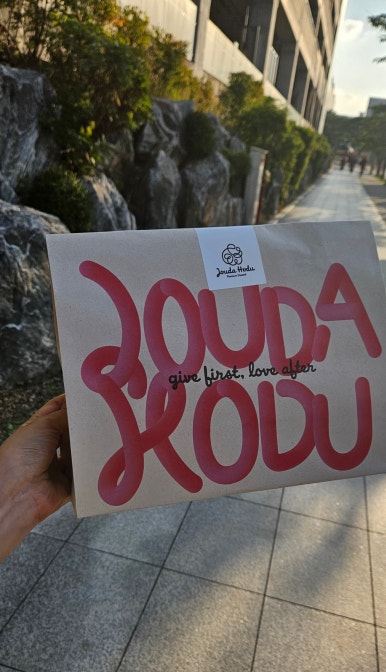 Jouda Hodu
JOUDA
give first, love after
HODU